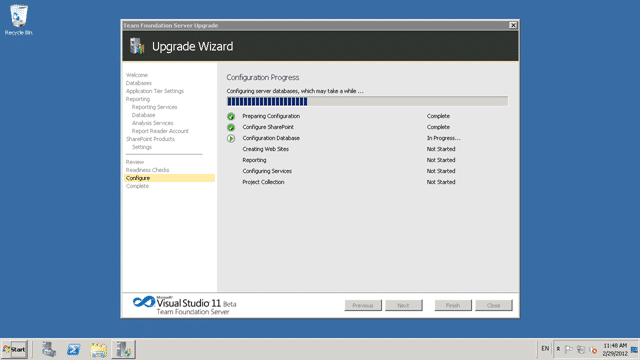 Recycle Bin
Team Foundation Server Upgrade
Upgrade Wizard
Welcome
Databases
Application Tier Settings
Reporting
Reporting Services
Database
Analysis Services
Report Reader Account
SharePoint Products
Settings
Review
Readiness Checks
Configure
Complete
Configuration Progress
Configuring server databases, which may take a while ...
Preparing Configuration Complete
Configure SharePoint Complete
Configuration Database In Progress...
Creating Web Sites Not Started
Reporting Not Started
Configuring Services Not Started
Project Collection Not Started
Microsoft
Visual Studio 11 Beta
Team Foundation Server
Previous Next Finish Close
Start EN 11:48 AM
2/29/2012